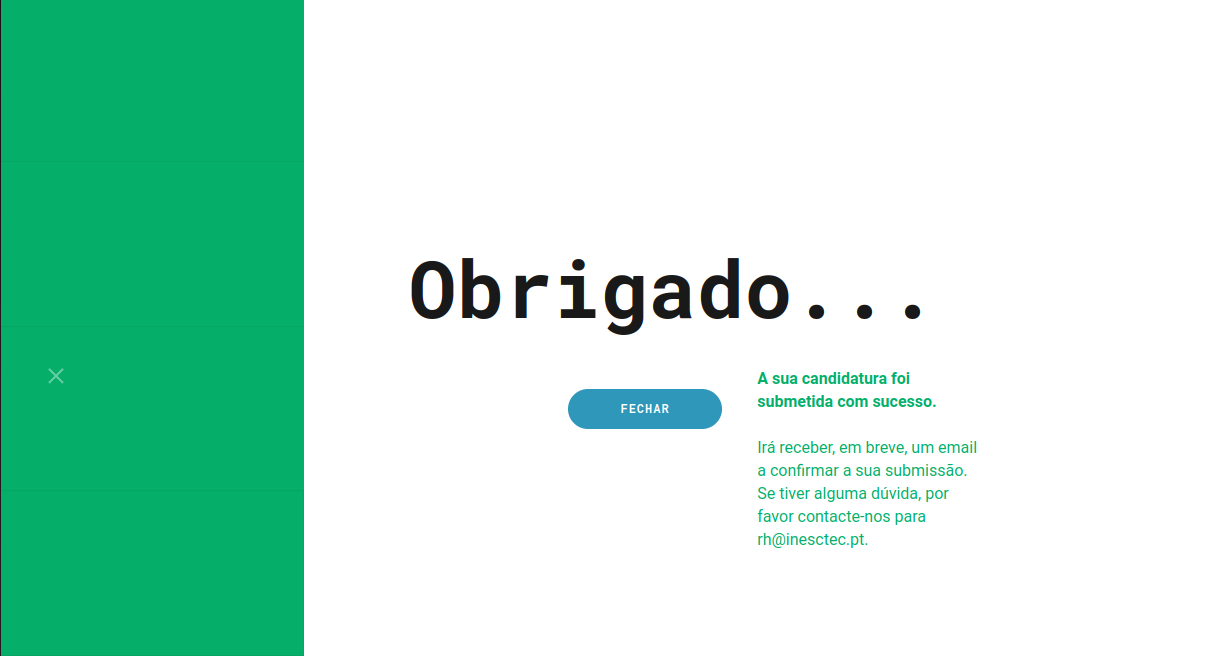 Obrigado...
FECHAR
A sua candidatura foi
submetida com sucesso.
Irá receber, em breve, um email
a confirmar a sua submissão.
Se tiver alguma dúvida, por
favor contacte-nos para
rh@inesctec.pt.